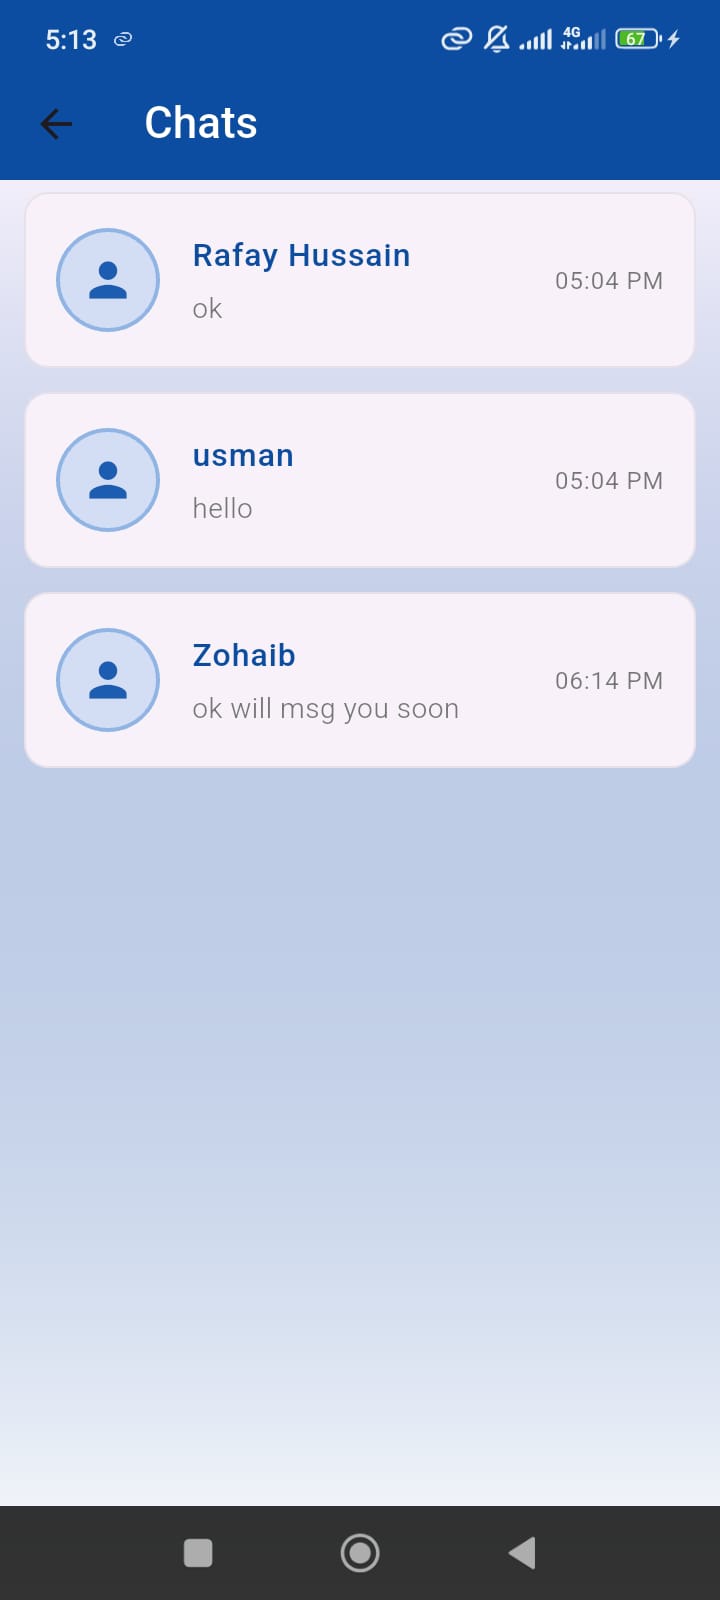 5:13
4G
67
Chats
Rafay Hussain
ok
05:04 PM
usman
hello
05:04 PM
Zohaib
ok will msg you soon
06:14 PM